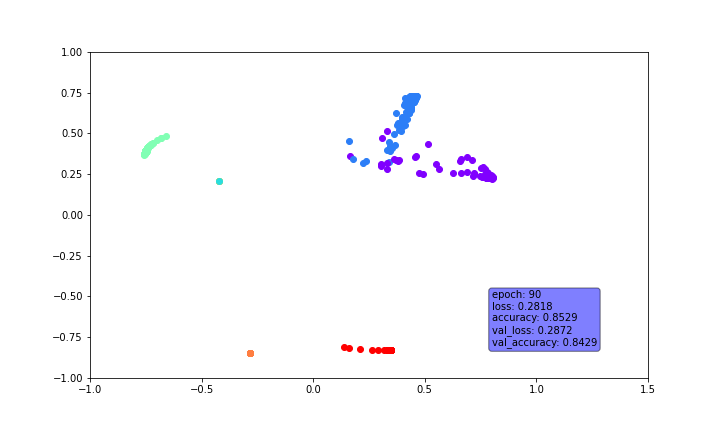 1.00
0.75
0.50
0.25
0.00
−0.25
−0.50
−0.75
−1.00
epoch: 90
loss: 0.2818
accuracy: 0.8529
val_loss: 0.2872
val_accuracy: 0.8429
−1.0 −0.5 0.0 0.5 1.0 1.5